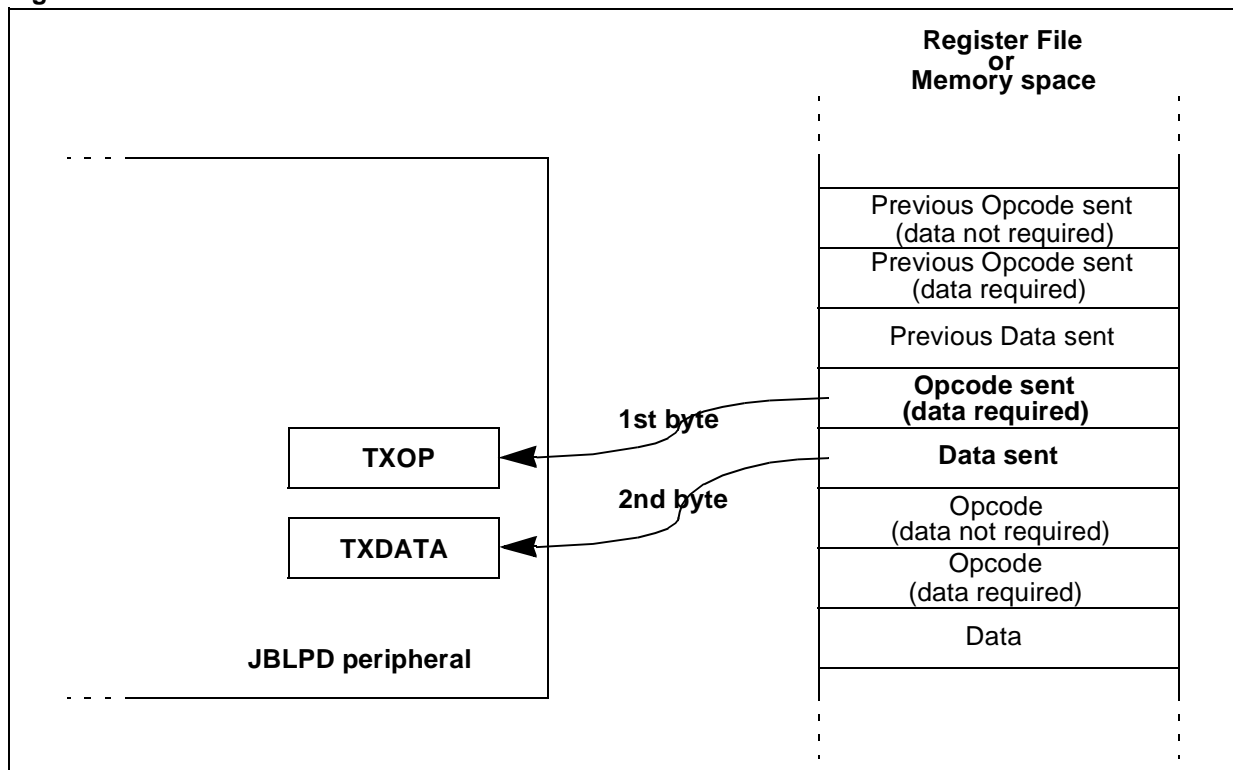 Register File
or
Memory space
Previous Opcode sent
(data not required)
Previous Opcode sent
(data required)
Previous Data sent
Opcode sent
(data required)
1st byte
TXOP
Data sent
2nd byte
Opcode
(data not required)
TXDATA
Opcode
(data required)
Data
JBLPD peripheral